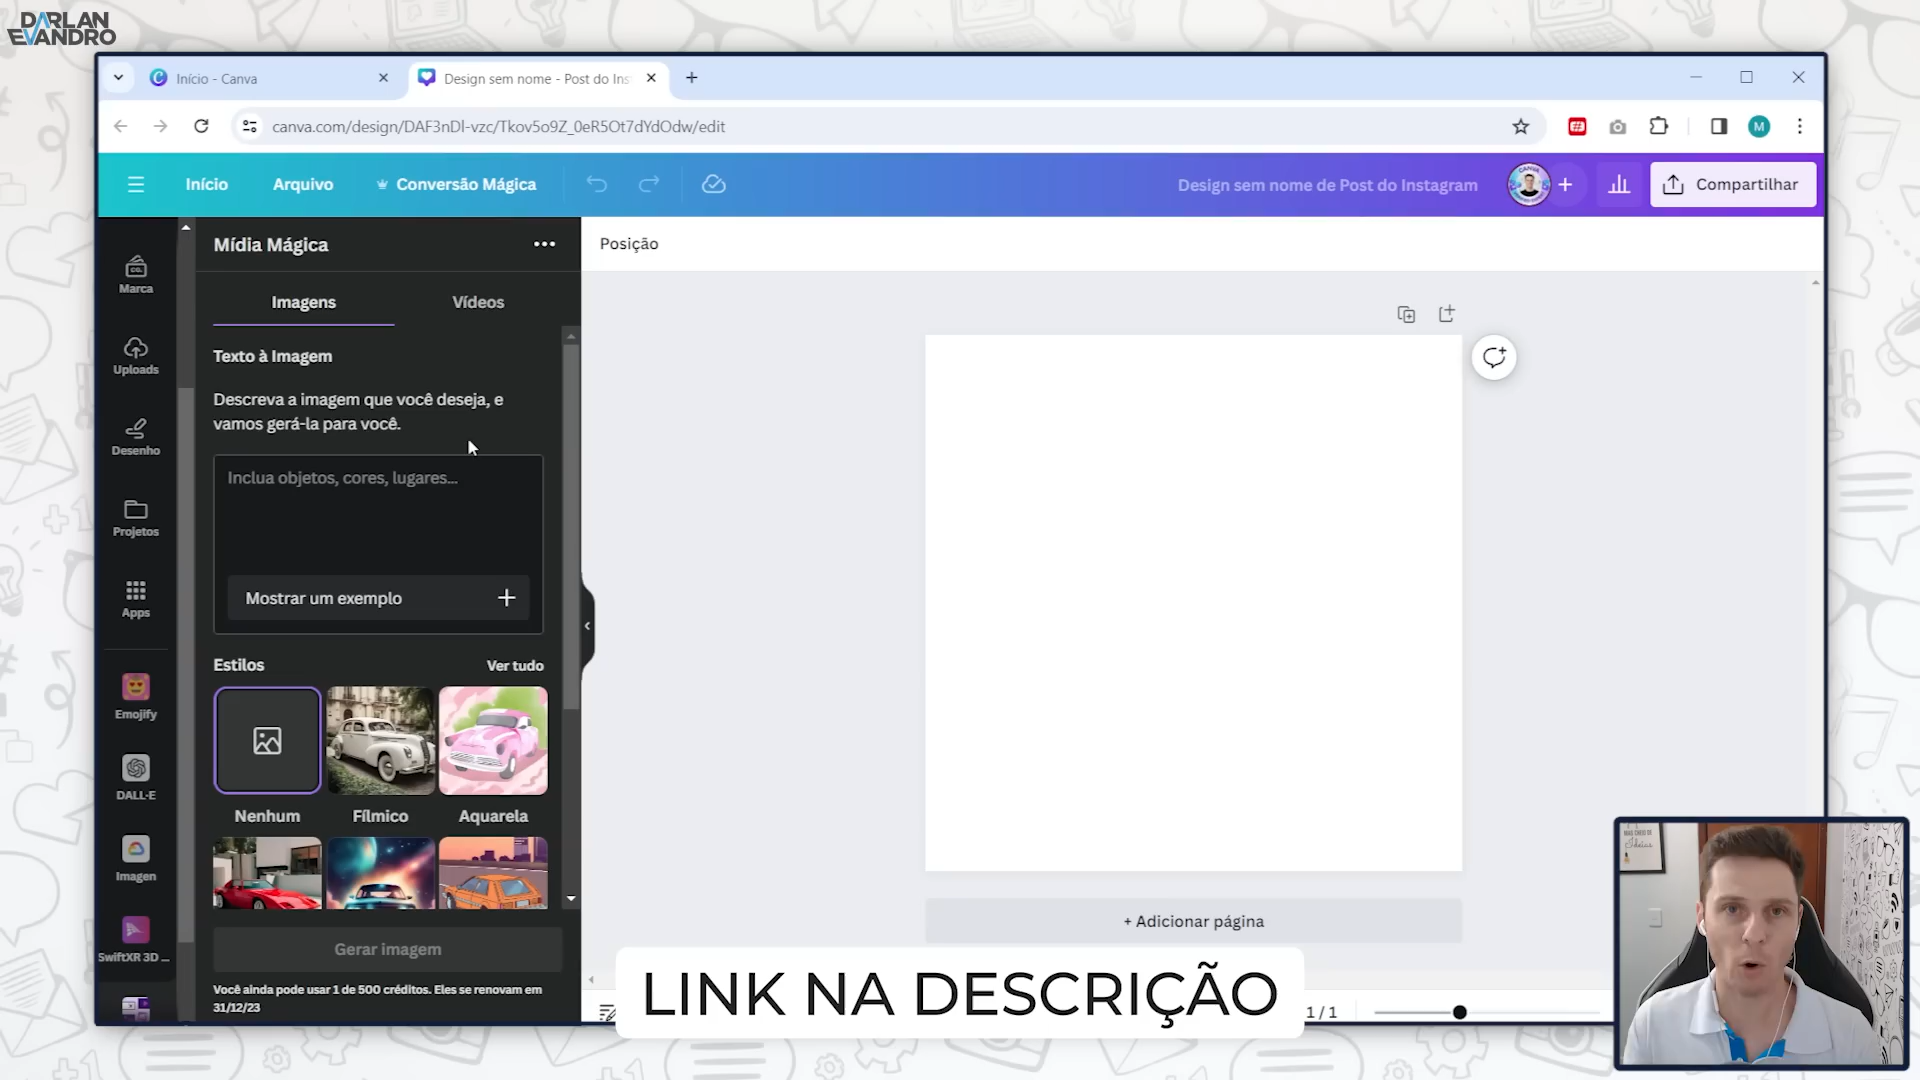 DARLAN
EVANDRO
Início - Canva
Design sem nome - Post do Ins
canva.com/design/DAF3nDl-vzc/Tkov5o9Z_0eR5Ot7dYdOdw/edit
M
Início
Arquivo
Conversão Mágica
Design sem nome de Post do Instagram
Compartilhar
Marca
Uploads
Desenho
Projetos
Apps
Emojify
DALL·E
Imagen
SwiftXR 3D ...
Mídia Mágica
Imagens
Vídeos
Texto à Imagem
Descreva a imagem que você deseja, e
vamos gerá-la para você.
Inclua objetos, cores, lugares...
Mostrar um exemplo
Estilos
Ver tudo
Nenhum
Fílmico
Aquarela
Gerar imagem
Você ainda pode usar 1 de 500 créditos. Eles se renovam em
31/12/23
Posição
+ Adicionar página
1 / 1
LINK NA DESCRIÇÃO